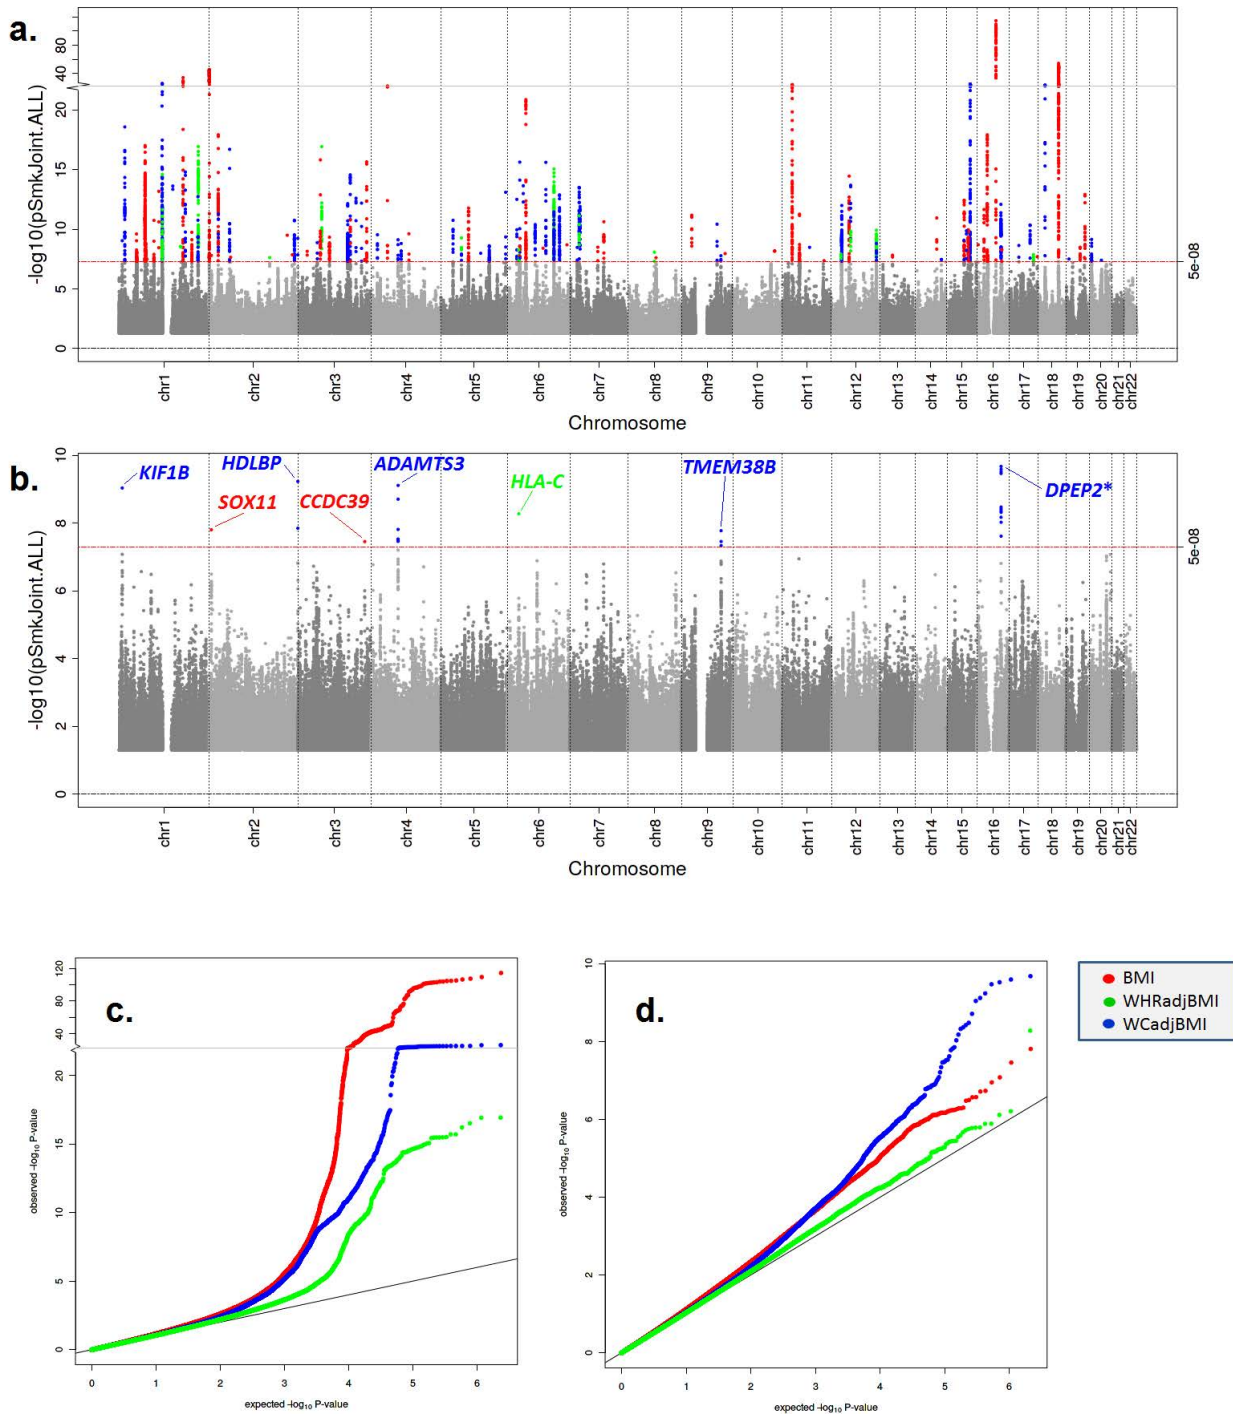 a.
-log10(pSmkJoint.ALL)
80
40
20
15
10
5
0
5e-08
chr1 chr2 chr3 chr4 chr5 chr6 chr7 chr8 chr9 chr10 chr11 chr12 chr13 chr14 chr15 chr16 chr17 chr18 chr19 chr20 chr21 chr22
Chromosome
b.
-log10(pSmkJoint.ALL)
10
8
6
4
2
0
KIF1B
HDLBP
ADAMTS3
SOX11
CCDC39
HLA-C
TMEM38B
DPEP2*
5e-08
chr1 chr2 chr3 chr4 chr5 chr6 chr7 chr8 chr9 chr10 chr11 chr12 chr13 chr14 chr15 chr16 chr17 chr18 chr19 chr20 chr21 chr22
Chromosome
c.
observed -log10 P-value
120
80
40
20
15
10
5
0
0 1 2 3 4 5 6
expected -log10 P-value
d.
observed -log10 P-value
10
8
6
4
2
0
0 1 2 3 4 5 6
expected -log10 P-value
BMI
WHRadjBMI
WCadjBMI